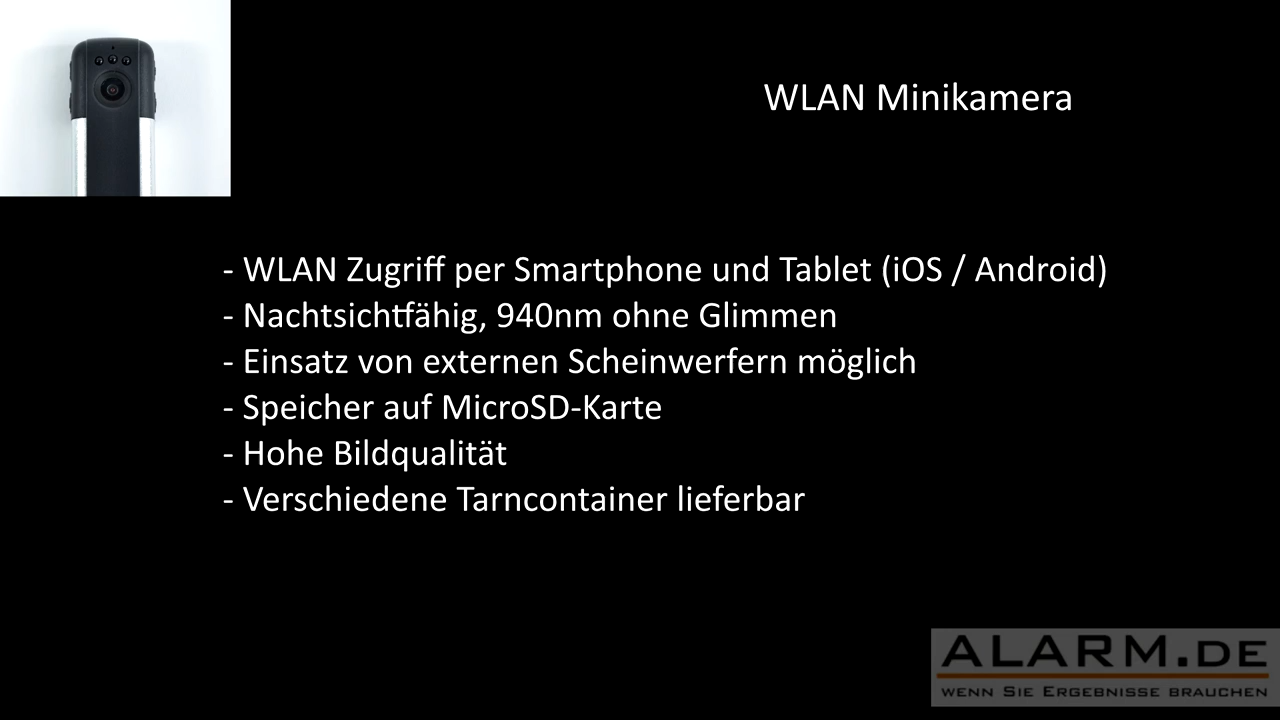 WLAN Minikamera
- WLAN Zugriff per Smartphone und Tablet (iOS / Android)
- Nachtsichtfähig, 940nm ohne Glimmen
- Einsatz von externen Scheinwerfern möglich
- Speicher auf MicroSD-Karte
- Hohe Bildqualität
- Verschiedene Tarncontainer lieferbar
ALARM.DE
WENN SIE ERGEBNISSE BRAUCHEN